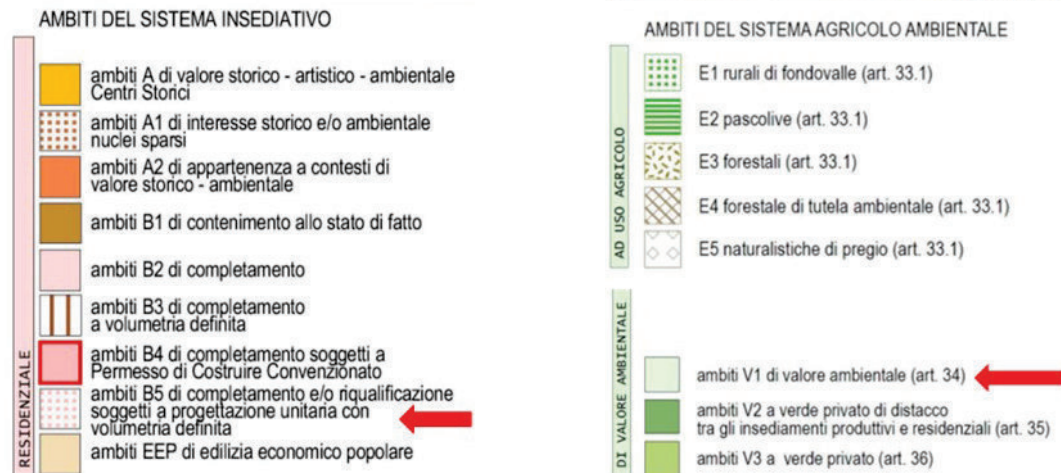 AMBITI DEL SISTEMA INSEDIATIVO
RESIDENZIALE
ambiti A di valore storico - artistico - ambientale
Centri Storici
ambiti A1 di interesse storico e/o ambientale
nuclei sparsi
ambiti A2 di appartenenza a contesti di
valore storico - ambientale
ambiti B1 di contenimento allo stato di fatto
ambiti B2 di completamento
ambiti B3 di completamento
a volumetria definita
ambiti B4 di completamento soggetti a
Permesso di Costruire Convenzionato
ambiti B5 di completamento e/o riqualificazione
soggetti a progettazione unitaria con
volumetria definita
ambiti EEP di edilizia economico popolare
AMBITI DEL SISTEMA AGRICOLO AMBIENTALE
AD USO AGRICOLO
E1 rurali di fondovalle (art. 33.1)
E2 pascolive (art. 33.1)
E3 forestali (art. 33.1)
E4 forestale di tutela ambientale (art. 33.1)
E5 naturalistiche di pregio (art. 33.1)
DI VALORE AMBIENTALE
ambiti V1 di valore ambientale (art. 34)
ambiti V2 a verde privato di distacco
tra gli insediamenti produttivi e residenziali (art. 35)
ambiti V3 a verde privato (art. 36)